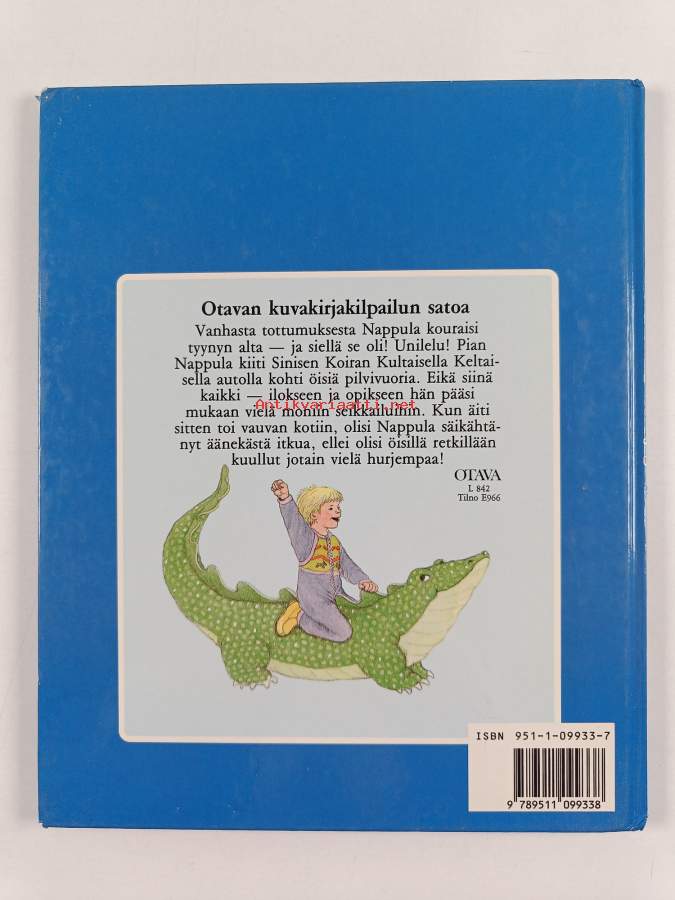 Otavan kuvakirjakilpailun satoa
Vanhasta tottumuksesta Nappula kouraisi
tyynyn alta — ja siellä se oli! Unilelu! Pian
Nappula kiiti Sinisen Koiran Kultaisella Keltai-
sella autolla kohti öisiä pilvivuoria. Eikä siinä
kaikki — ilokseen ja opikseen hän pääsi
Antikvariaatti.net
mukaan vielä moniin seikkailuihin. Kun äiti
sitten toi vauvan kotiin, olisi Nappula säikähtä-
nyt äänekästä itkua, ellei olisi öisillä retkillään
kuullut jotain vielä hurjempaa!
OTAVA
L 842
Tilno E966
ISBN 951-1-09933-7
9 789511 099338